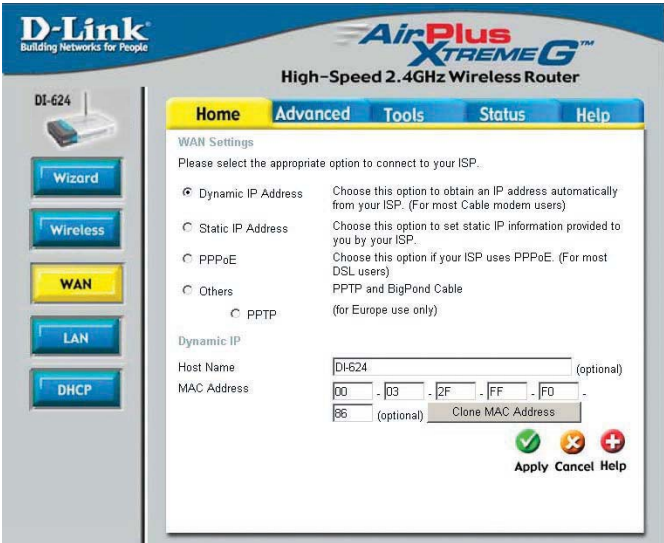 D-Link®
Building Networks for People
AirPlus
XTREME G™
High-Speed 2.4GHz Wireless Router
DI-624
Home Advanced Tools Status Help
Wizard
Wireless
WAN
LAN
DHCP
WAN Settings
Please select the appropriate option to connect to your ISP.
Dynamic IP Address Choose this option to obtain an IP address automatically
from your ISP. (For most Cable modem users)
Static IP Address Choose this option to set static IP information provided to
you by your ISP.
PPPoE Choose this option if your ISP uses PPPoE. (For most
DSL users)
Others PPTP and BigPond Cable
PPTP (for Europe use only)
Dynamic IP
Host Name DI-624 (optional)
MAC Address 00 - 03 - 2F - FF - F0 -
86 (optional) Clone MAC Address
Apply Cancel Help